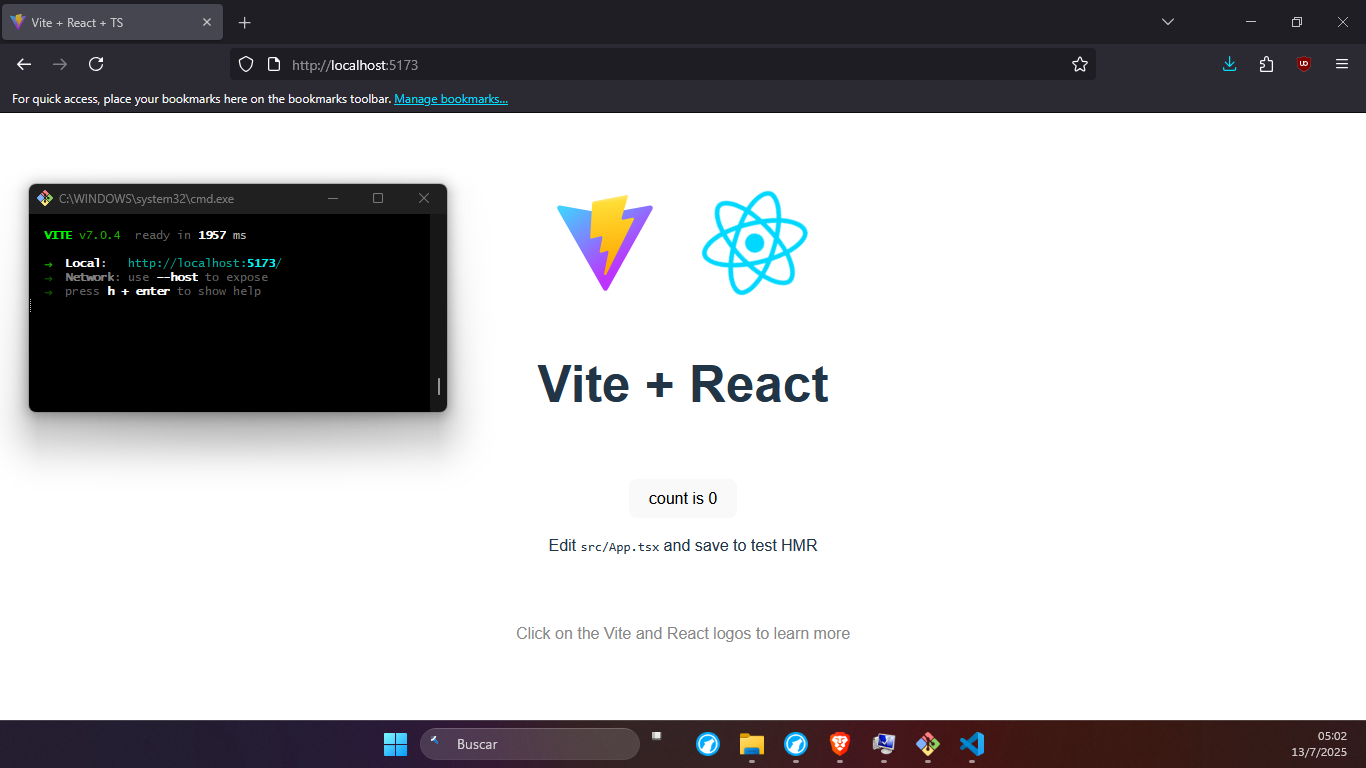 Vite + React + TS
http://localhost:5173
For quick access, place your bookmarks here on the bookmarks toolbar. Manage bookmarks...
C:\WINDOWS\system32\cmd.exe
VITE v7.0.4 ready in 1957 ms
➜ Local: http://localhost:5173/
➜ Network: use --host to expose
➜ press h + enter to show help
Vite + React
count is 0
Edit src/App.tsx and save to test HMR
Click on the Vite and React logos to learn more
Buscar
05:02
13/7/2025